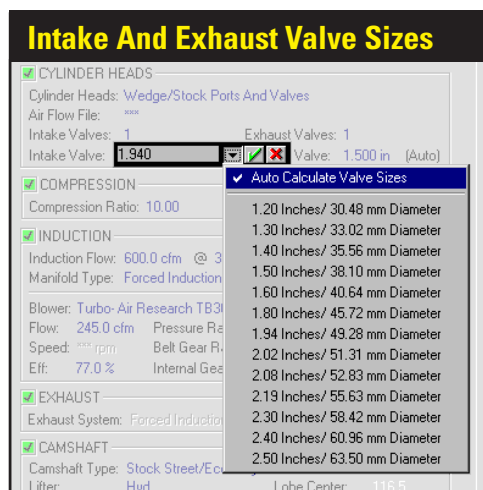 Intake And Exhaust Valve Sizes
CYLINDER HEADS
Cylinder Heads: Wedge/Stock Ports And Valves
Air Flow File: ***
Intake Valves: 1 Exhaust Valves: 1
Intake Valve: 1.940 Valve: 1.500 in (Auto)
Auto Calculate Valve Sizes
COMPRESSION
Compression Ratio: 10.00
1.20 Inches/ 30.48 mm Diameter
1.30 Inches/ 33.02 mm Diameter
1.40 Inches/ 35.56 mm Diameter
1.50 Inches/ 38.10 mm Diameter
1.60 Inches/ 40.64 mm Diameter
1.80 Inches/ 45.72 mm Diameter
1.94 Inches/ 49.28 mm Diameter
2.02 Inches/ 51.31 mm Diameter
2.08 Inches/ 52.83 mm Diameter
2.19 Inches/ 55.63 mm Diameter
2.30 Inches/ 58.42 mm Diameter
2.40 Inches/ 60.96 mm Diameter
2.50 Inches/ 63.50 mm Diameter
INDUCTION
Induction Flow: 600.0 cfm @ 3
Manifold Type: Forced Induction
Blower: Turbo- Air Research TB30
Flow: 245.0 cfm Pressure Ra
Speed: *** rpm Belt Gear Ra
Eff: 77.0 % Internal Gea
EXHAUST
Exhaust System: Forced Induction
CAMSHAFT
Camshaft Type: Stock Street/Eco
Lifter: Hyd Lobe Center: 116.5